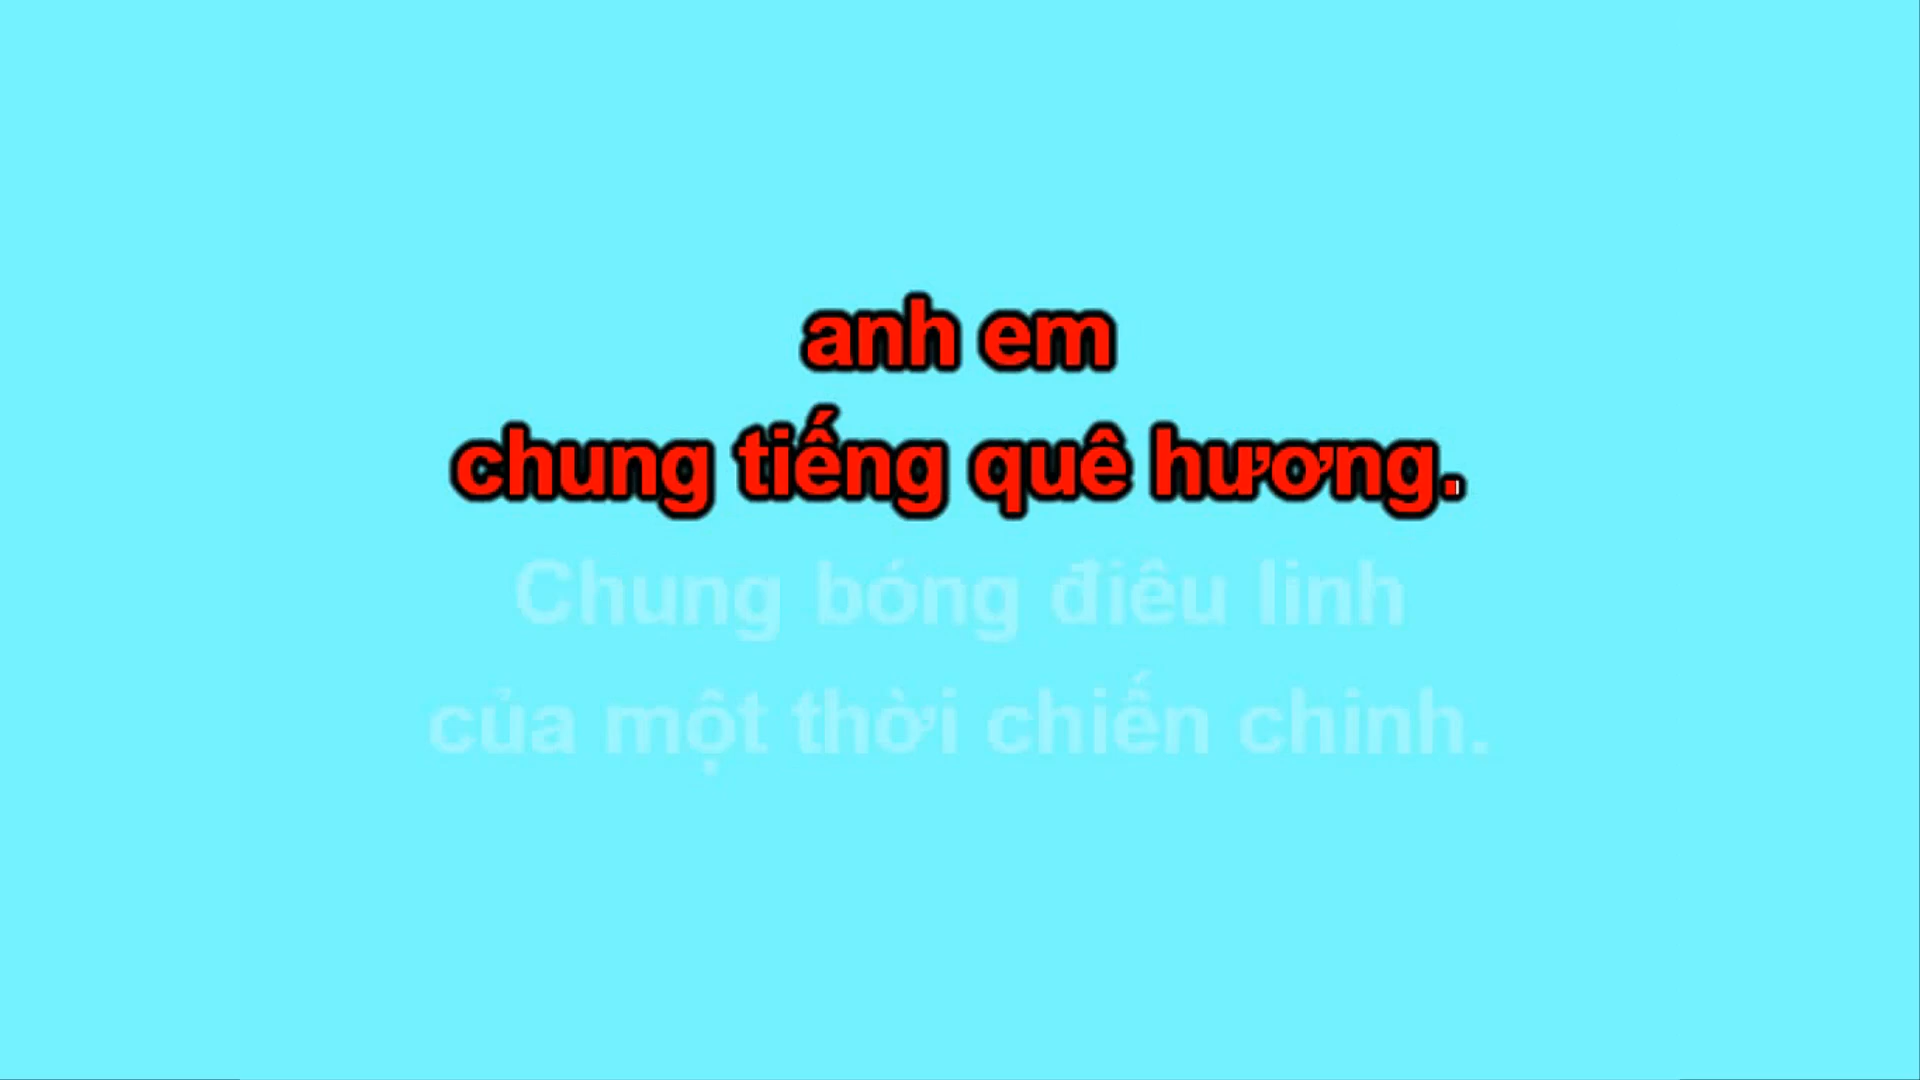 anh em
chung tiếng quê hương.
Chung bóng điêu linh
của một thời chiến chinh.